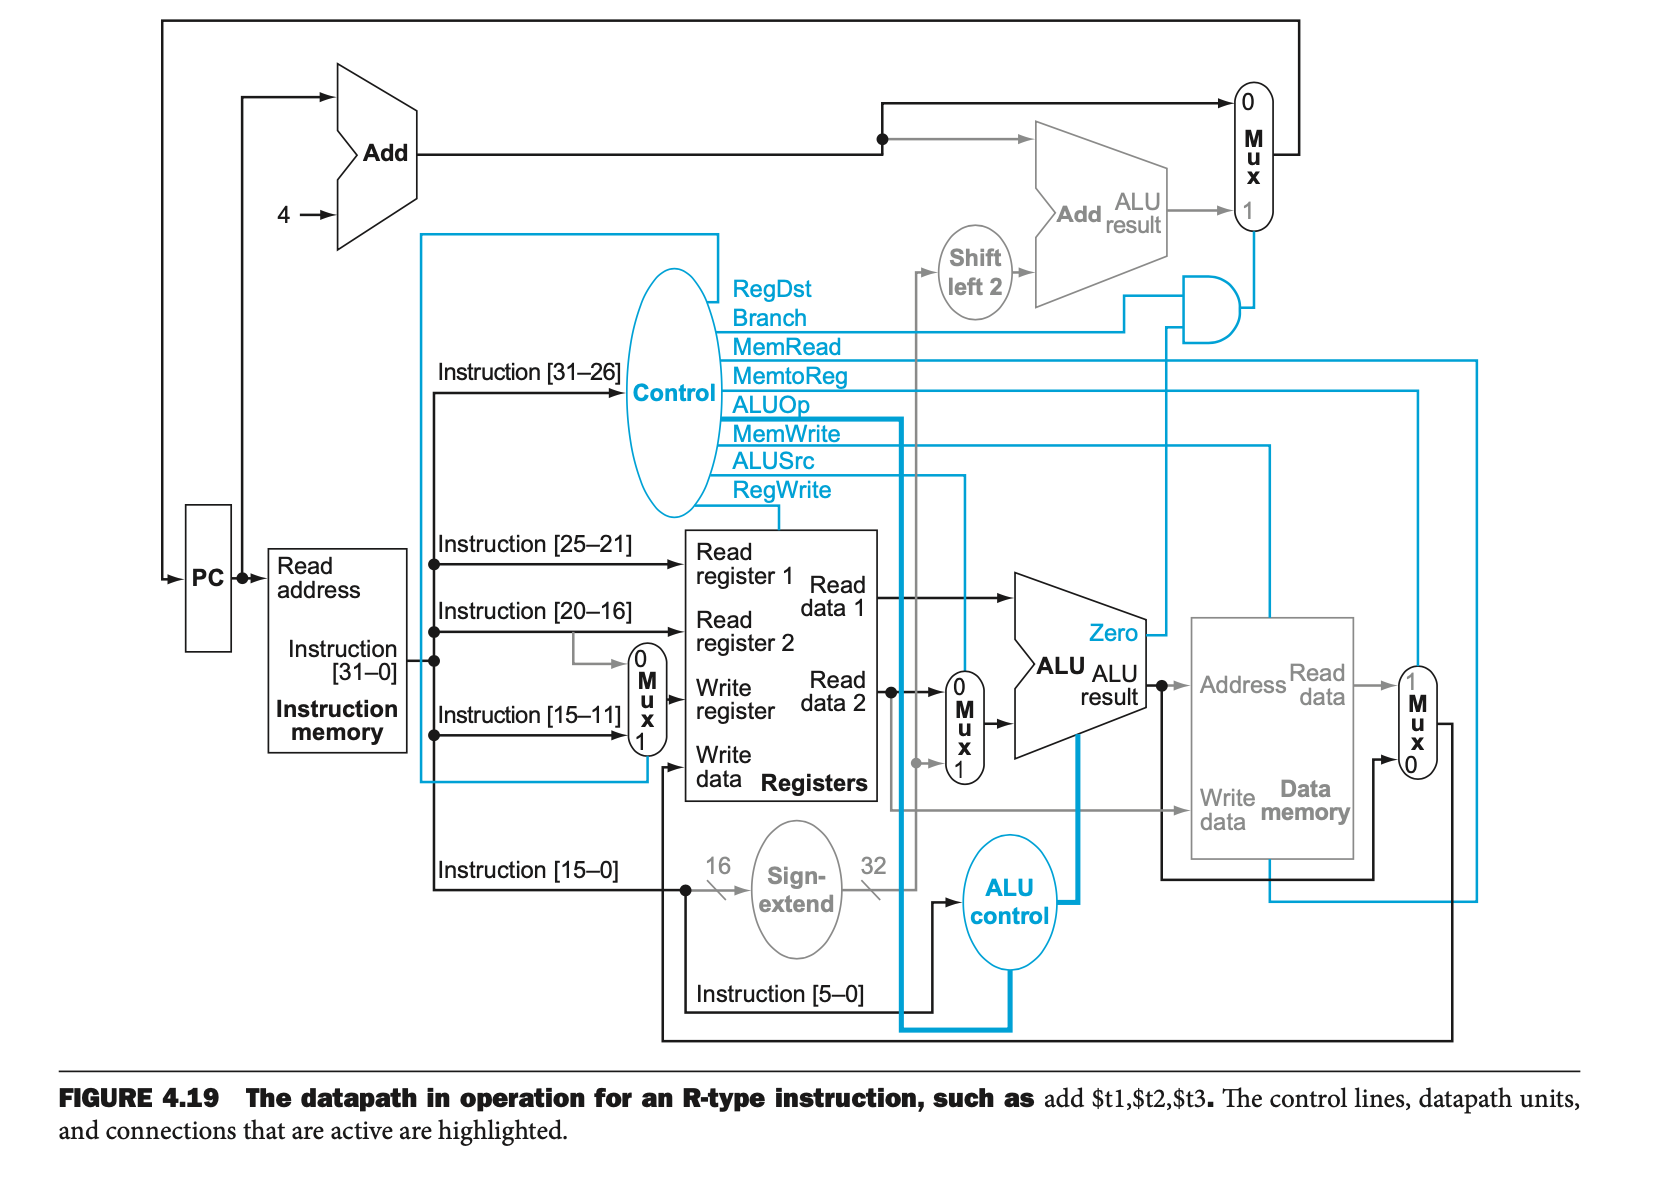 Add
4
0
M
u
x
1
Add
ALU
result
Shift
left 2
RegDst
Branch
MemRead
MemtoReg
ALUOp
MemWrite
ALUSrc
RegWrite
Control
Instruction [31–26]
Instruction [25–21]
Instruction [20–16]
Instruction [15–11]
Instruction [15–0]
Instruction [5–0]
PC
Read
address
Instruction
[31–0]
Instruction
memory
0
M
u
x
1
Read
register 1
Read
register 2
Write
register
Write
data
Read
data 1
Read
data 2
Registers
0
M
u
x
1
Zero
ALU
ALU
result
Address
Read
data
Write
data
Data
memory
1
M
u
x
0
16
Sign-
extend
32
ALU
control
FIGURE 4.19 The datapath in operation for an R-type instruction, such as add $t1,$t2,$t3. The control lines, datapath units,
and connections that are active are highlighted.